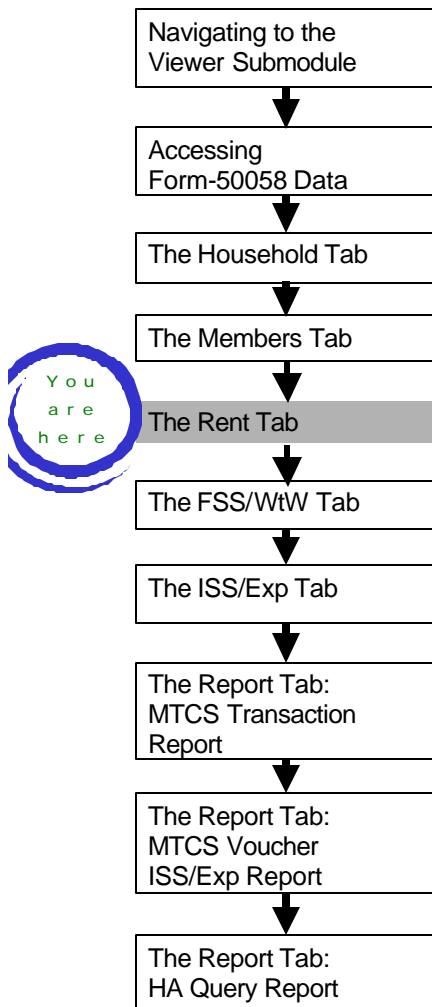 Navigating to the
Viewer Submodule
Accessing
Form-50058 Data
The Household Tab
The Members Tab
You
are
here
The Rent Tab
The FSS/WtW Tab
The ISS/Exp Tab
The Report Tab:
MTCS Transaction
Report
The Report Tab:
MTCS Voucher
ISS/Exp Report
The Report Tab:
HA Query Report